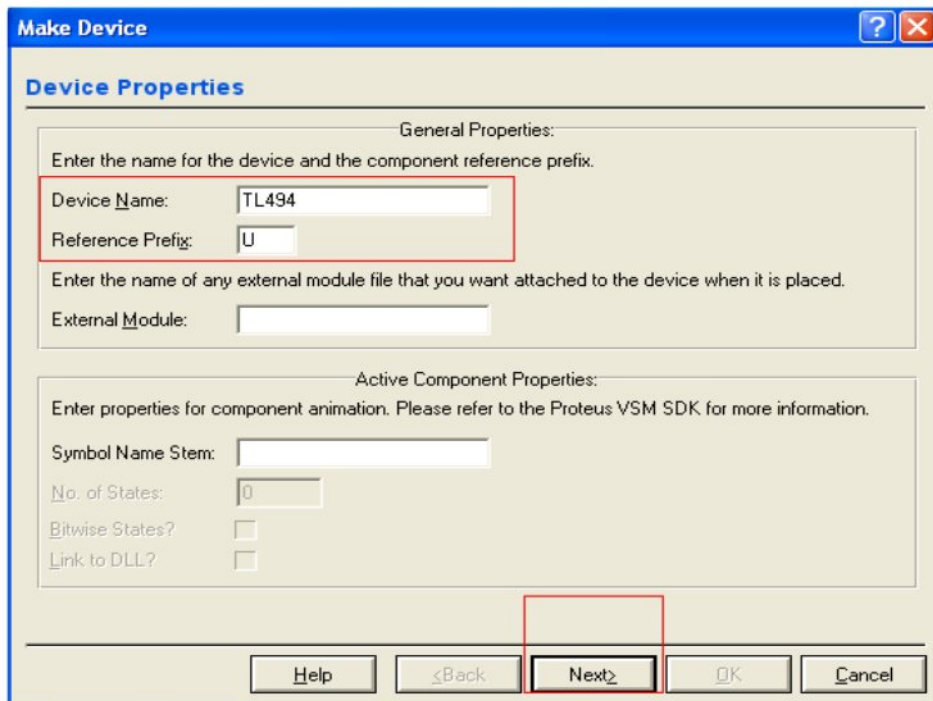 Make Device
Device Properties
General Properties:
Enter the name for the device and the component reference prefix.
Device Name: TL494
Reference Prefix: U
Enter the name of any external module file that you want attached to the device when it is placed.
External Module:
Active Component Properties:
Enter properties for component animation. Please refer to the Proteus VSM SDK for more information.
Symbol Name Stem:
No. of States: 0
Bitwise States?
Link to DLL?
Help <Back Next> OK Cancel